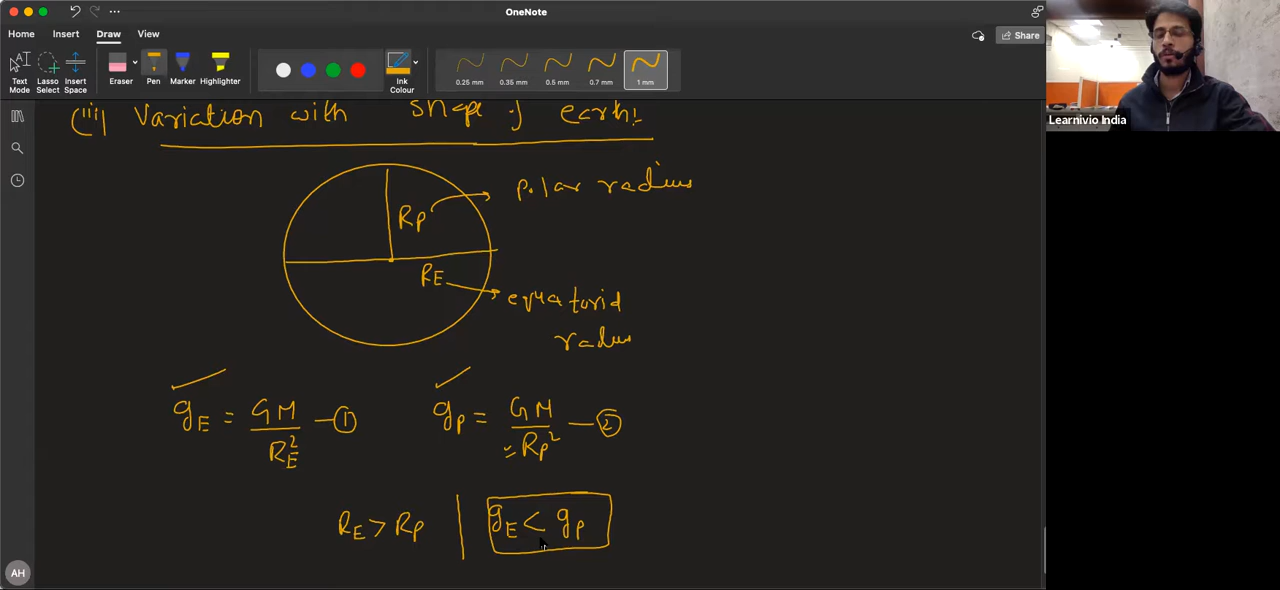 OneNote
Home Insert Draw View
Share
Text Mode
Lasso Select
Insert Space
Eraser
Pen
Marker
Highlighter
Ink Colour
0.25 mm
0.35 mm
0.5 mm
0.7 mm
1 mm
Learnivio India
(iii) Variation with shape of earth:
Rp → polar radius
RE → equatorial radius
gE = GM/RE² —① gp = GM/Rp² —②
RE > Rp | gE < gp
AH